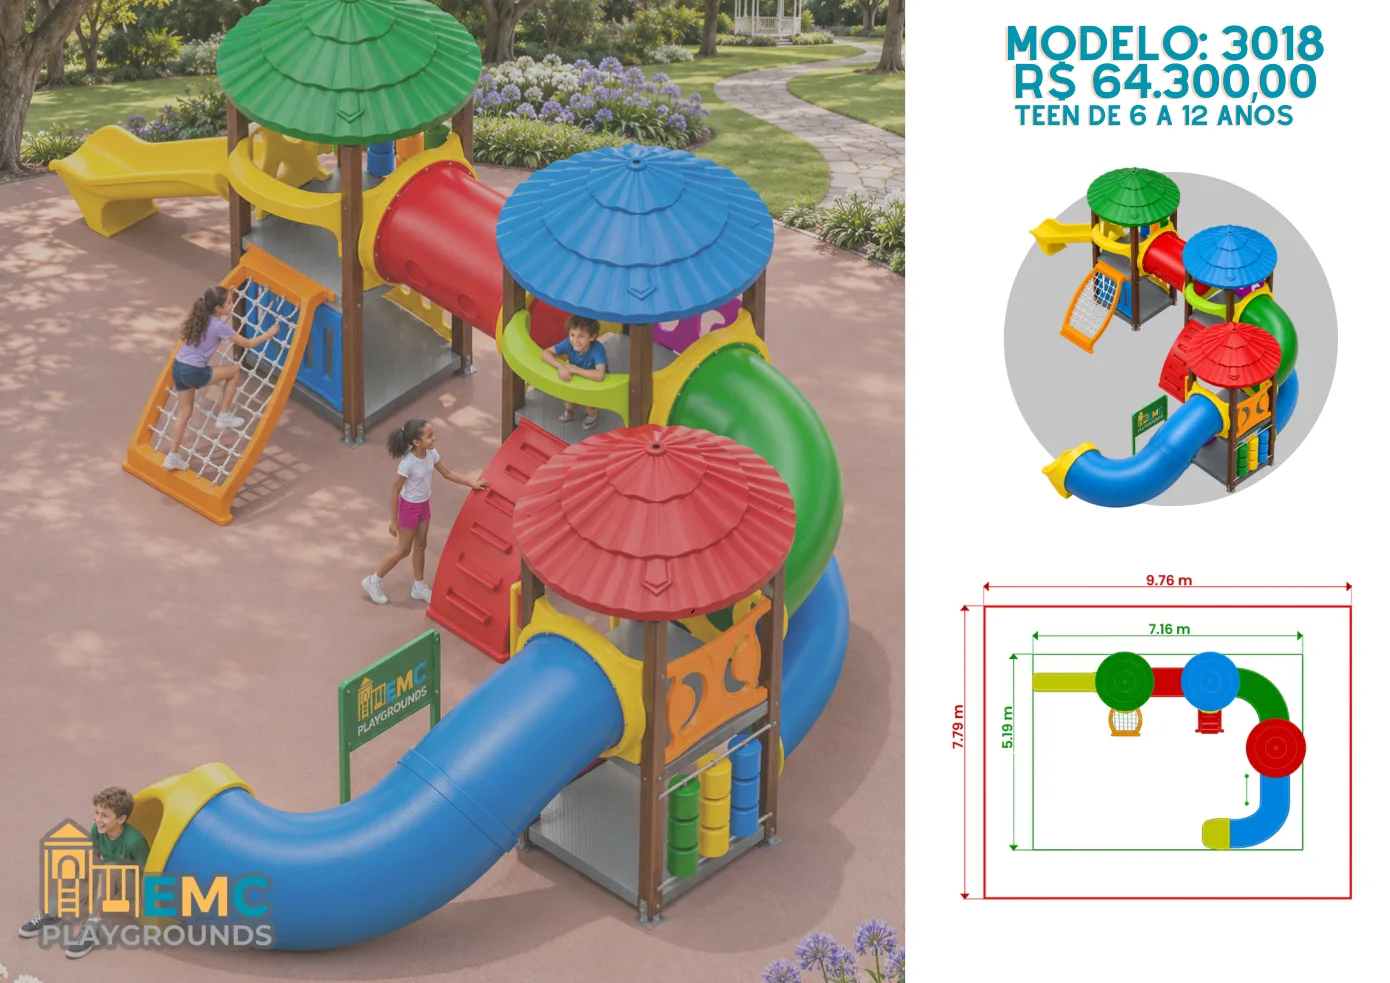 MODELO: 3018
R$ 64.300,00
TEEN DE 6 A 12 ANOS
EMC
PLAYGROUNDS
EMC
PLAYGROUNDS
EMC
9.76 m
7.16 m
7.79 m
5.19 m